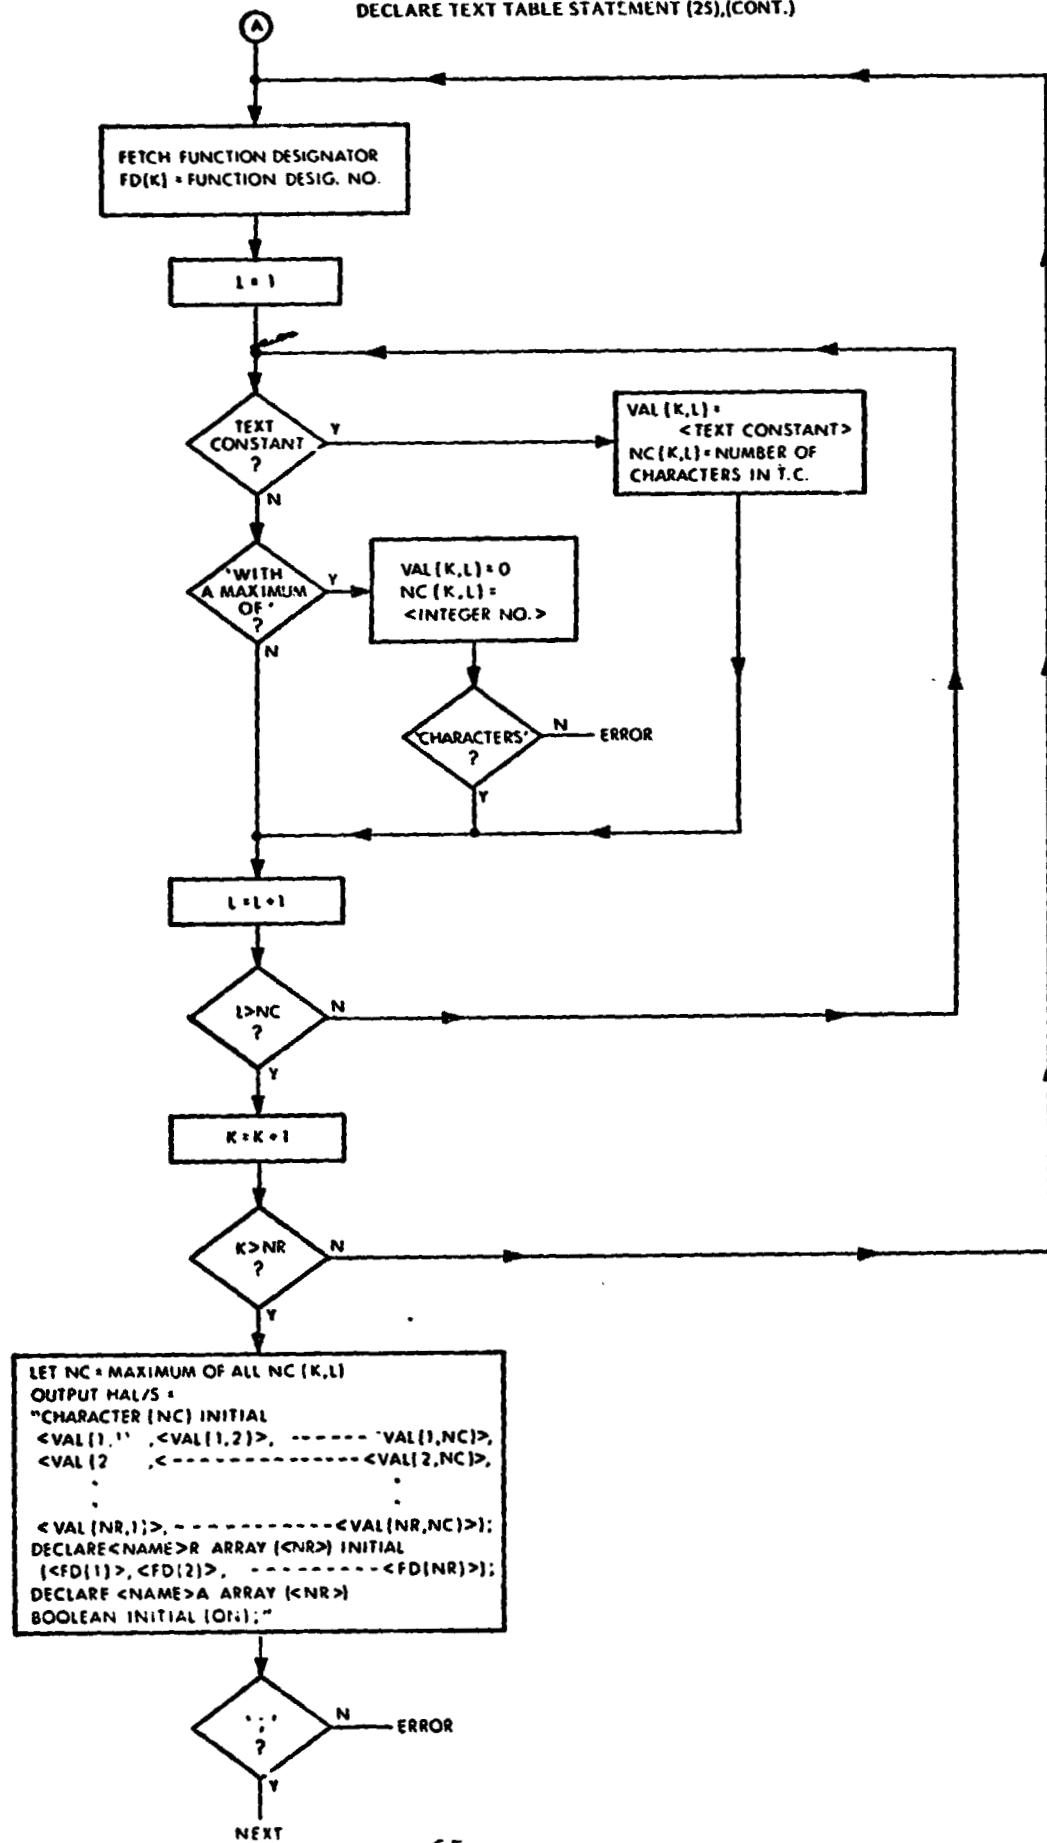 DECLARE TEXT TABLE STATEMENT (25),(CONT.)
A
FETCH FUNCTION DESIGNATOR
FD(K) = FUNCTION DESIG. NO.
L = 1
TEXT
CONSTANT
?
Y
N
VAL(K,L)=
<TEXT CONSTANT>
NC(K,L)=NUMBER OF
CHARACTERS IN T.C.
'WITH
A MAXIMUM
OF'
?
Y
N
VAL(K,L)=0
NC(K,L)=
<INTEGER NO.>
'CHARACTERS'
?
N
ERROR
Y
L=L+1
L>NC
?
N
Y
K=K+1
K>NR
?
N
Y
LET NC=MAXIMUM OF ALL NC(K,L)
OUTPUT HAL/S =
"CHARACTER (NC) INITIAL
<VAL(1, ,<VAL(1,2)>, ------ VAL(1,NC)>,
<VAL(2 ,<---------------<VAL(2,NC)>,
. .
. .
<VAL(NR,1)>,------------<VAL(NR,NC)>);
DECLARE<NAME>R ARRAY (<NR>) INITIAL
(<FD(1)>,<FD(2)>, ----------<FD(NR)>);
DECLARE <NAME>A ARRAY (<NR>)
BOOLEAN INITIAL (ON);"
';'
?
N
ERROR
Y
NEXT